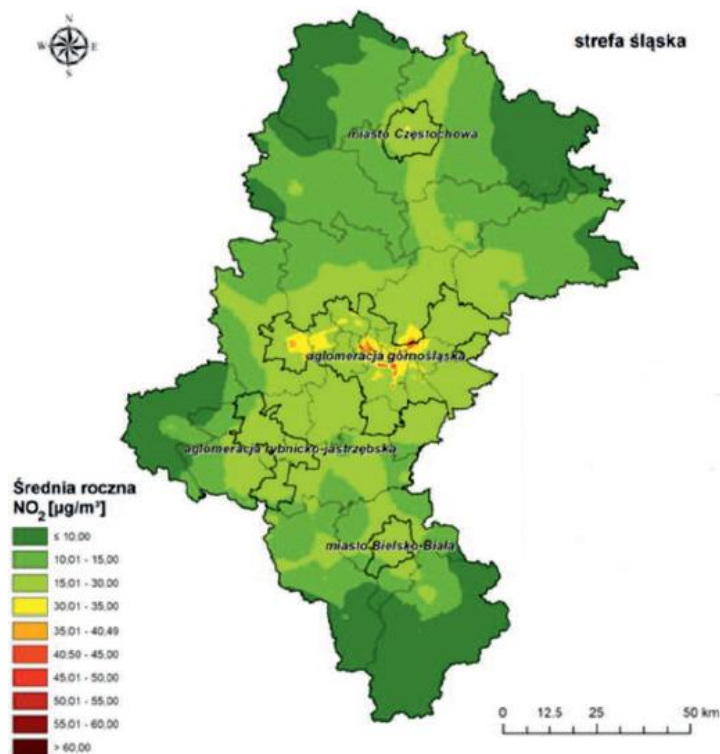 N
W E
S
strefa śląska
miasto Częstochowa
aglomeracja górnośląska
aglomeracja rybnicko-jastrzębska
miasto Bielsko-Biała
Średnia roczna
NO₂ [µg/m³]
≤ 10,00
10,01 - 15,00
15,01 - 30,00
30,01 - 35,00
35,01 - 40,49
40,50 - 45,00
45,01 - 50,00
50,01 - 55,00
55,01 - 60,00
> 60,00
0 12,5 25 50 km